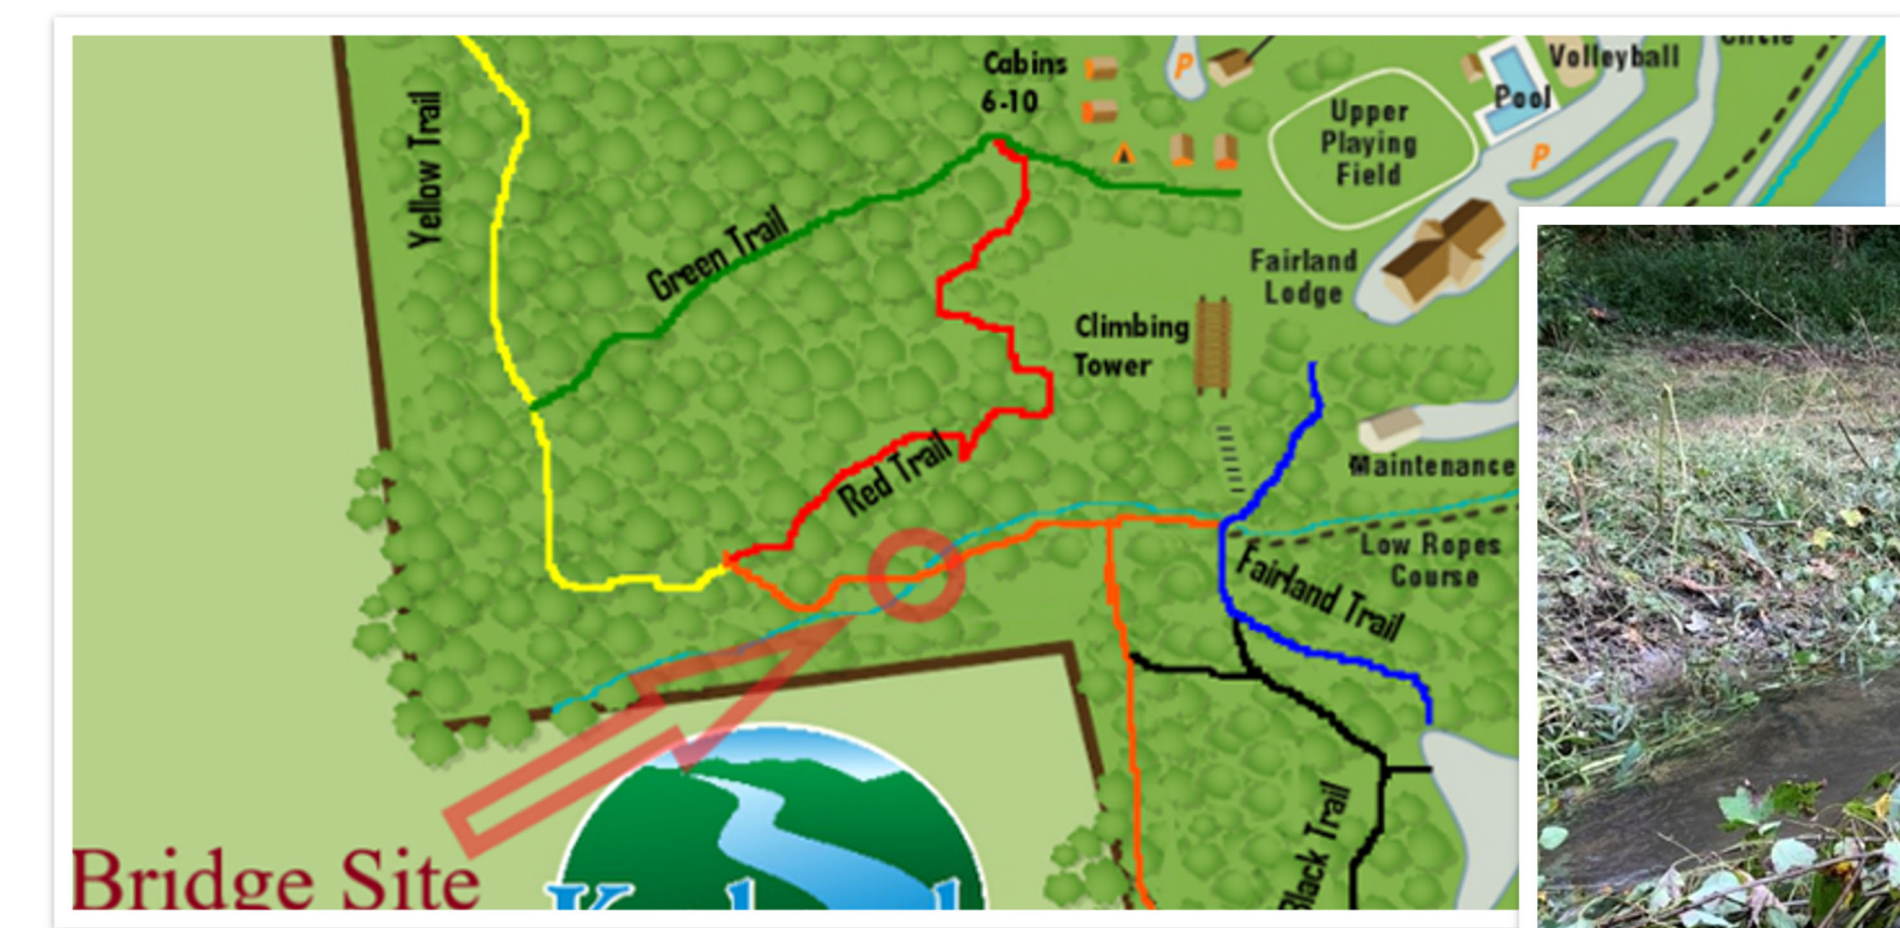 Cabins
6-10
P
Volleyball
Pool
Upper
Playing
Field
P
Yellow Trail
Green Trail
Fairland
Lodge
Climbing
Tower
Red Trail
Maintenance
Low Ropes
Course
Fairland Trail
Black Trail
Bridge Site